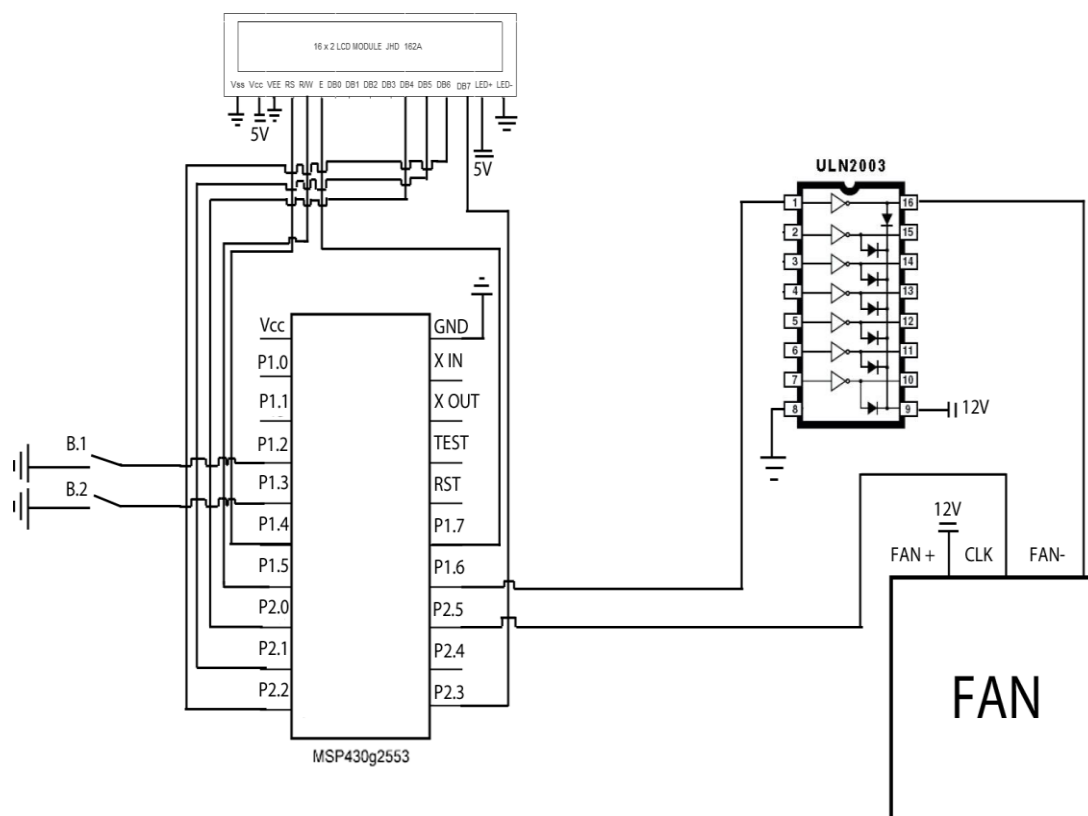 16 x 2 LCD MODULE JHD 162A
Vss Vcc VEE RS R/W E DB0 DB1 DB2 DB3 DB4 DB5 DB6 DB7 LED+ LED-
5V
5V
ULN2003
1 16
2 15
3 14
4 13
5 12
6 11
7 10
8 9
12V
Vcc GND
P1.0 X IN
P1.1 X OUT
P1.2 TEST
P1.3 RST
P1.4 P1.7
P1.5 P1.6
P2.0 P2.5
P2.1 P2.4
P2.2 P2.3
B.1
B.2
MSP430g2553
12V
FAN + CLK FAN-
FAN